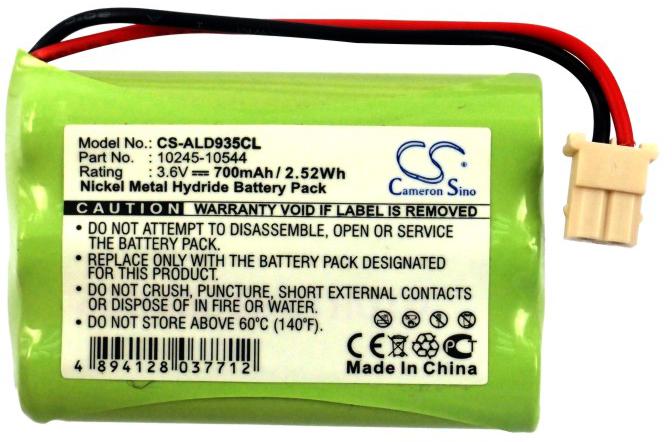 Model No.: CS-ALD935CL
Part No. : 10245-10544
Rating : 3.6V 700mAh / 2.52Wh
Nickel Metal Hydride Battery Pack
CS
Cameron Sino
CAUTION WARRANTY VOID IF LABEL IS REMOVED
• DO NOT ATTEMPT TO DISASSEMBLE, OPEN OR SERVICE
THE BATTERY PACK.
• REPLACE ONLY WITH THE BATTERY PACK DESIGNATED
FOR THIS DEVICE.
• DO NOT CRUSH, PUNCTURE, SHORT EXTERNAL CONTACTS
OR DISPOSE IN FIRE OR WATER.
• DO NOT STORE ABOVE 60°C (140°F).
4 894128 037712
CE
Made In China